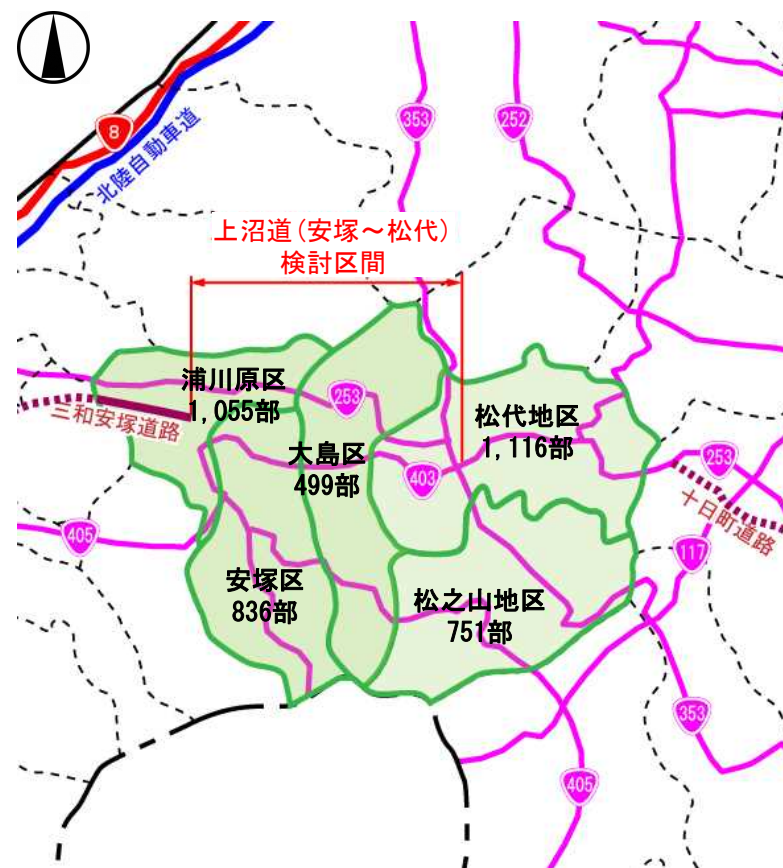 353
252
8
北陸自動車道
上沼道(安塚～松代)
検討区間
浦川原区
1,055部
253
三和安塚道路
松代地区
1,116部
大島区
499部
403
253
十日町道路
405
117
安塚区
836部
松之山地区
751部
353
405